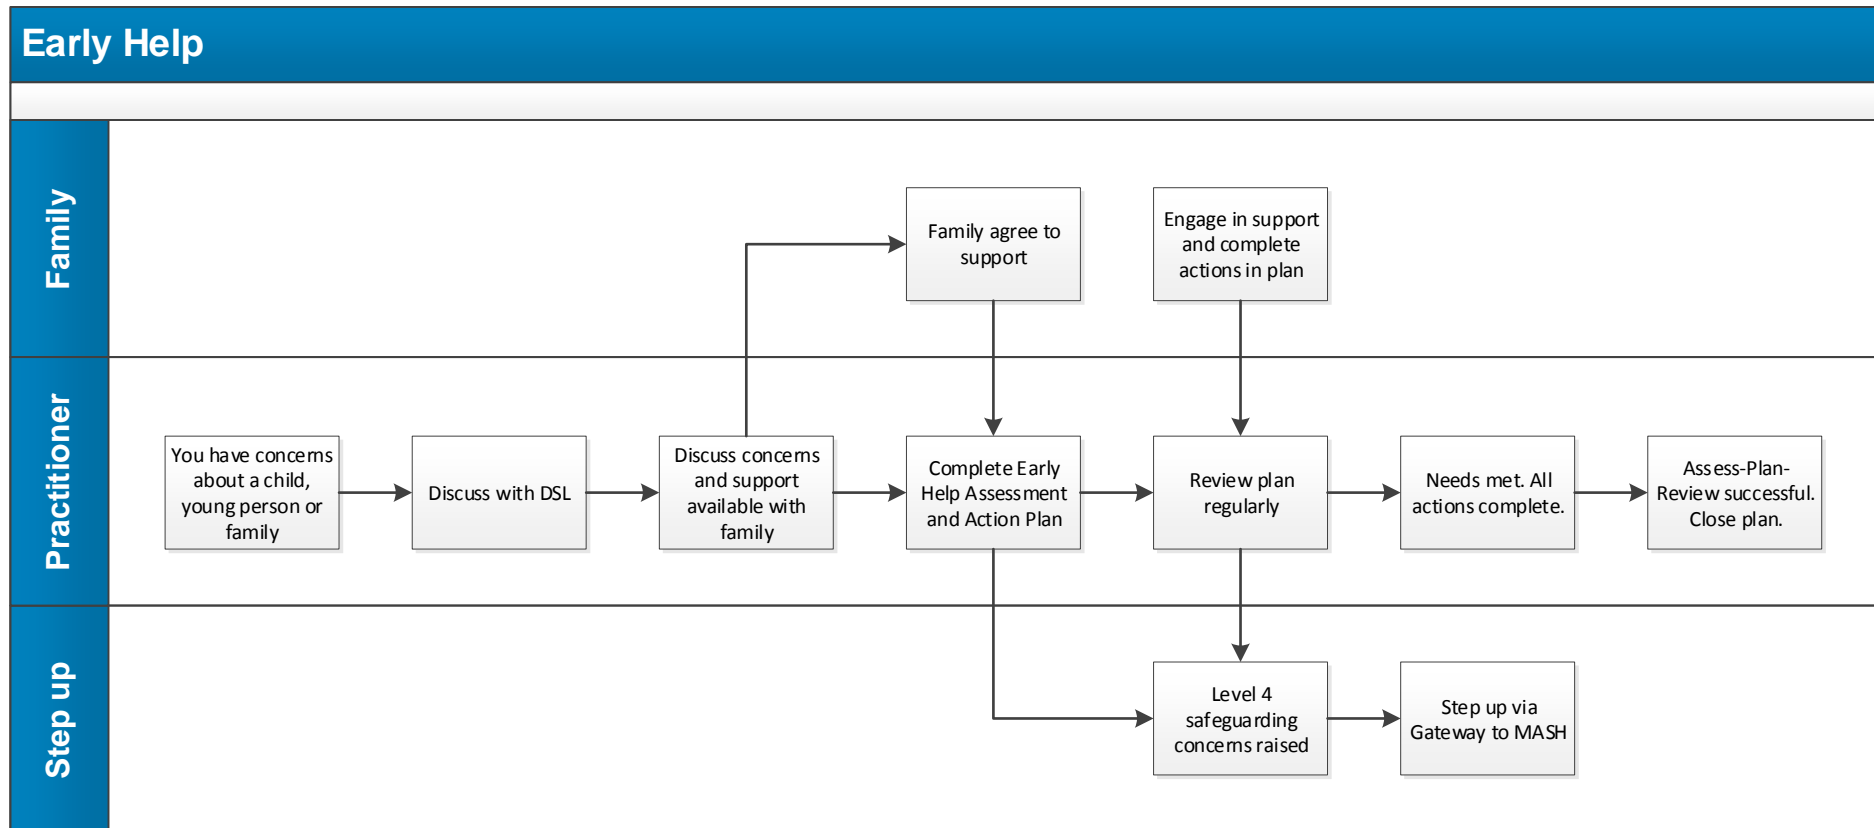 Early Help
Family
Family agree to
support
Engage in support
and complete
actions in plan
Practitioner
You have concerns
about a child,
young person or
family
Discuss with DSL
Discuss concerns
and support
available with
family
Complete Early
Help Assessment
and Action Plan
Review plan
regularly
Needs met. All
actions complete.
Assess-Plan-
Review successful.
Close plan.
Step up
Level 4
safeguarding
concerns raised
Step up via
Gateway to MASH